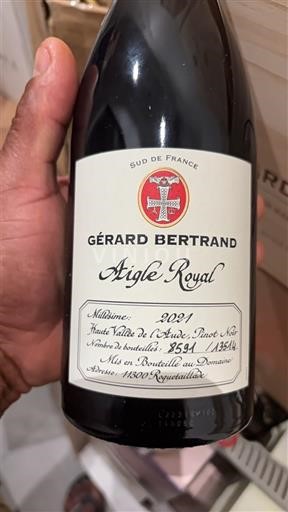 SUD DE FRANCE
GÉRARD BERTRAND
Aigle Royal
Millésime: 2021
Haute Vallée de l'Aude, Pinot Noir
Nombre de bouteilles: 8591 / 13514
Mis en Bouteille au Domaine
Adresse: 11300 Roquetaillade